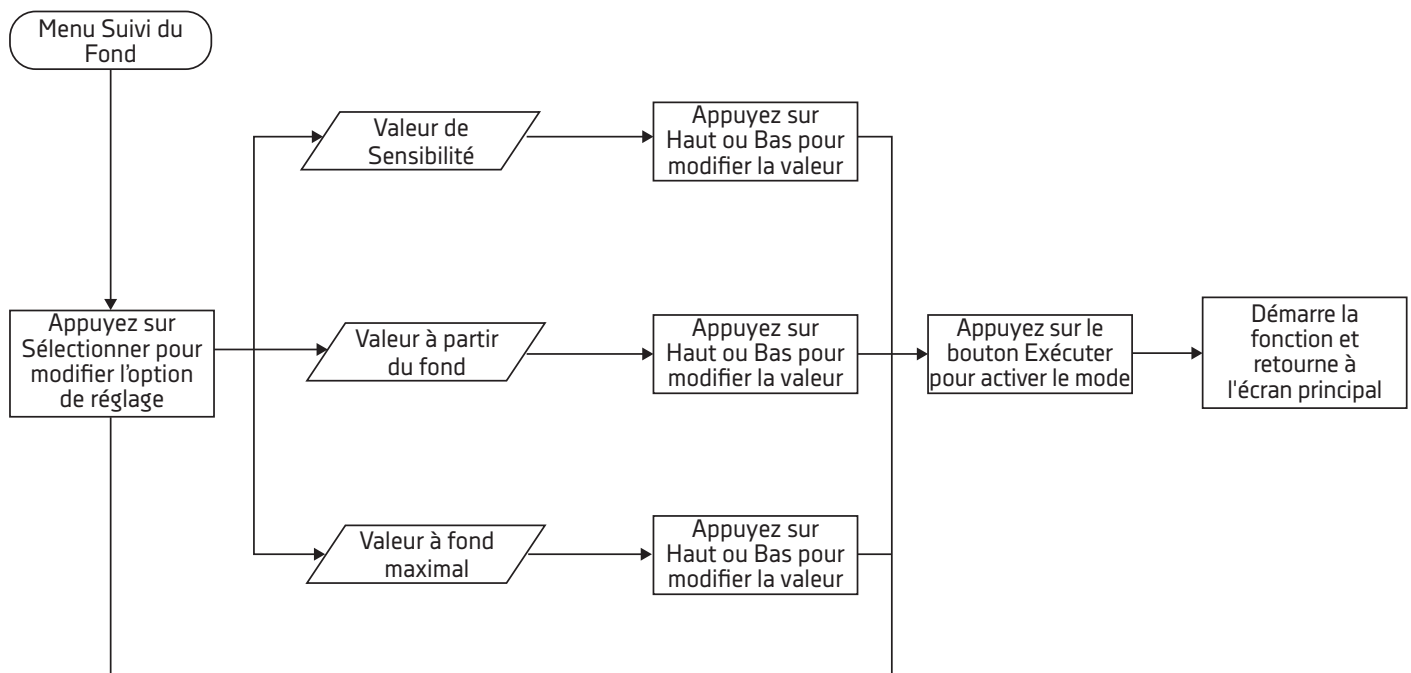 Menu Suivi du
Fond
Valeur de
Sensibilité
Appuyez sur
Haut ou Bas pour
modifier la valeur
Appuyez sur
Sélectionner pour
modifier l'option
de réglage
Valeur à partir
du fond
Appuyez sur
Haut ou Bas pour
modifier la valeur
Appuyez sur le
bouton Exécuter
pour activer le mode
Démarre la
fonction et
retourne à
l'écran principal
Valeur à fond
maximal
Appuyez sur
Haut ou Bas pour
modifier la valeur